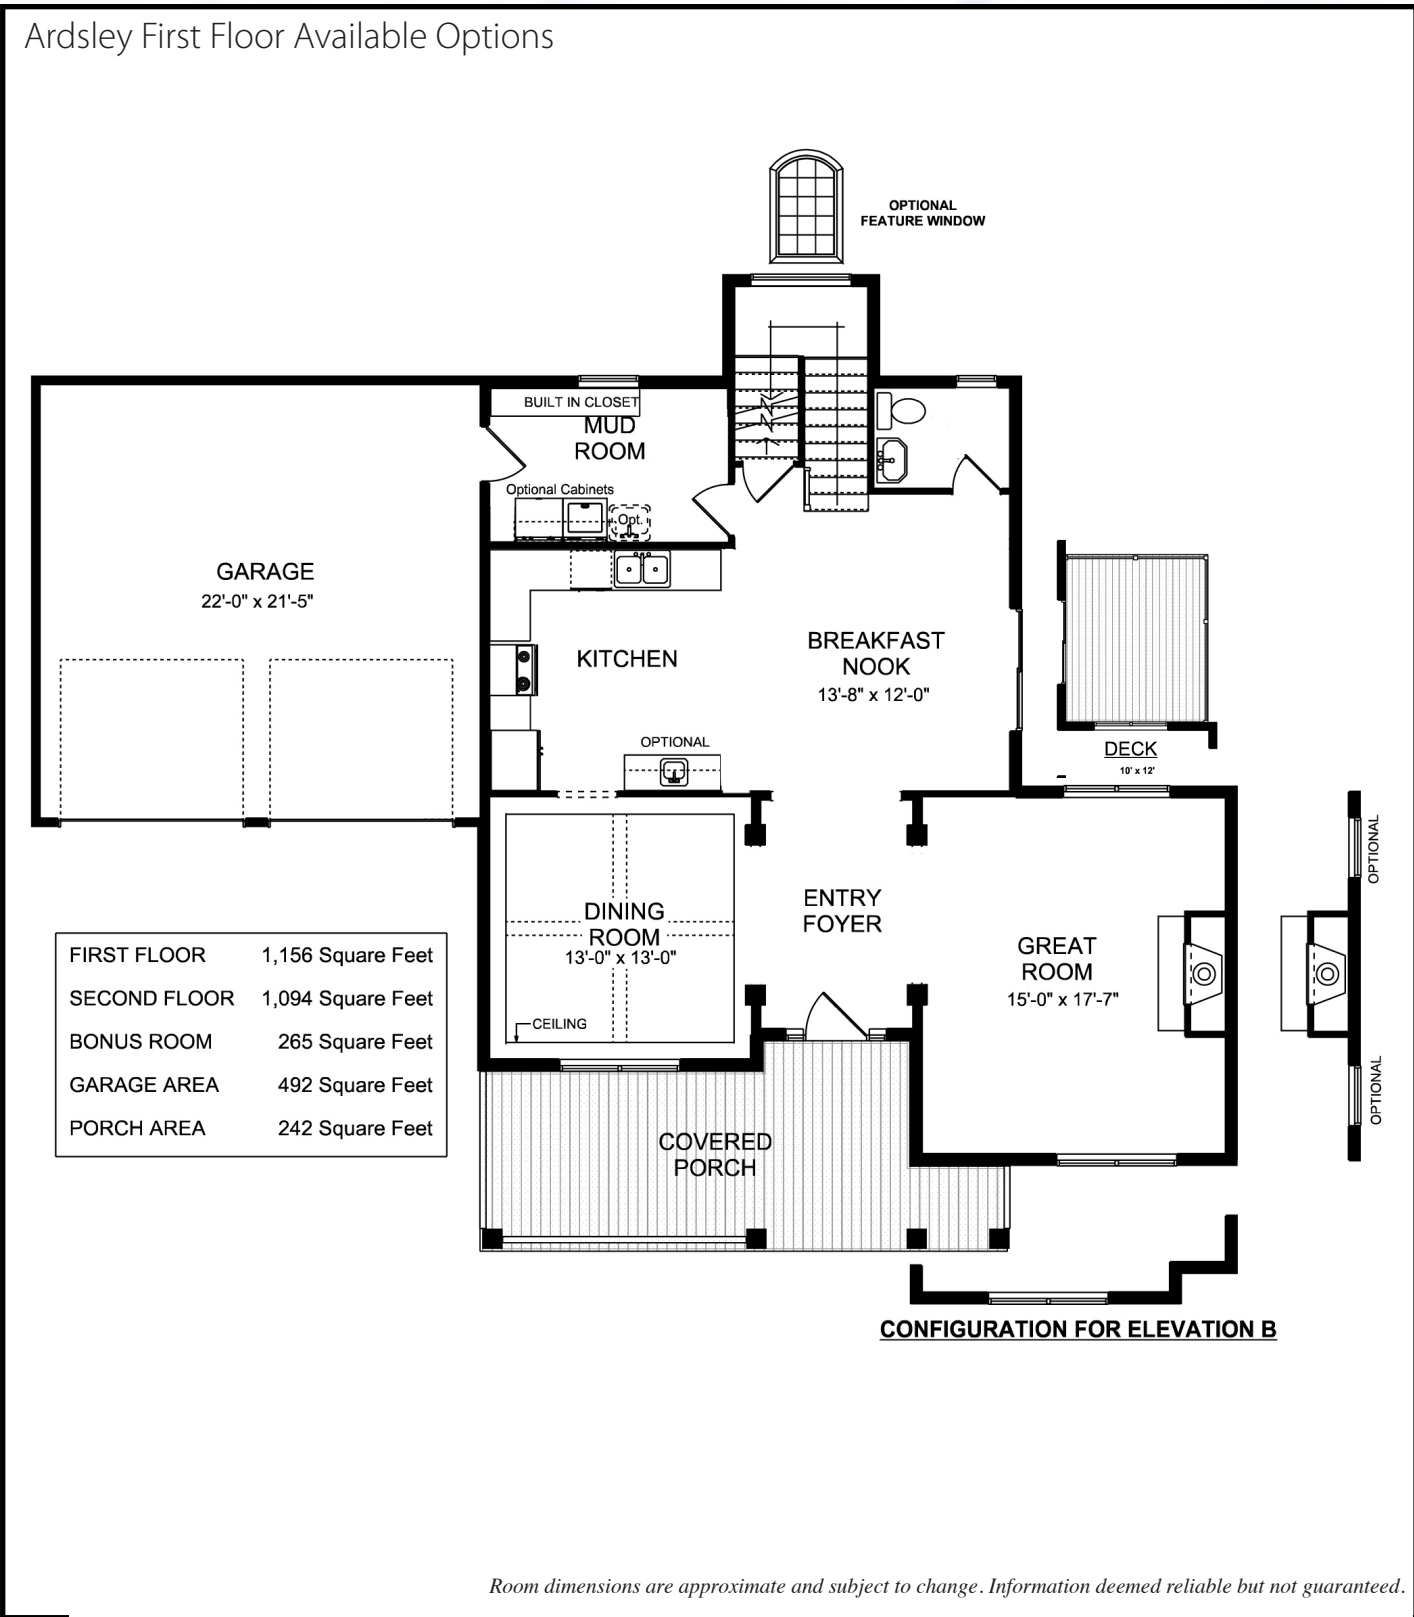 Ardsley First Floor Available Options
OPTIONAL
FEATURE WINDOW
BUILT IN CLOSET
MUD
ROOM
Optional Cabinets
Opt.
GARAGE
22'-0" x 21'-5"
KITCHEN
BREAKFAST
NOOK
13'-8" x 12'-0"
OPTIONAL
DECK
10' x 12'
OPTIONAL
ENTRY
FOYER
DINING
ROOM
13'-0" x 13'-0"
CEILING
GREAT
ROOM
15'-0" x 17'-7"
OPTIONAL
FIRST FLOOR 1,156 Square Feet
SECOND FLOOR 1,094 Square Feet
BONUS ROOM 265 Square Feet
GARAGE AREA 492 Square Feet
PORCH AREA 242 Square Feet
COVERED
PORCH
CONFIGURATION FOR ELEVATION B
Room dimensions are approximate and subject to change. Information deemed reliable but not guaranteed.